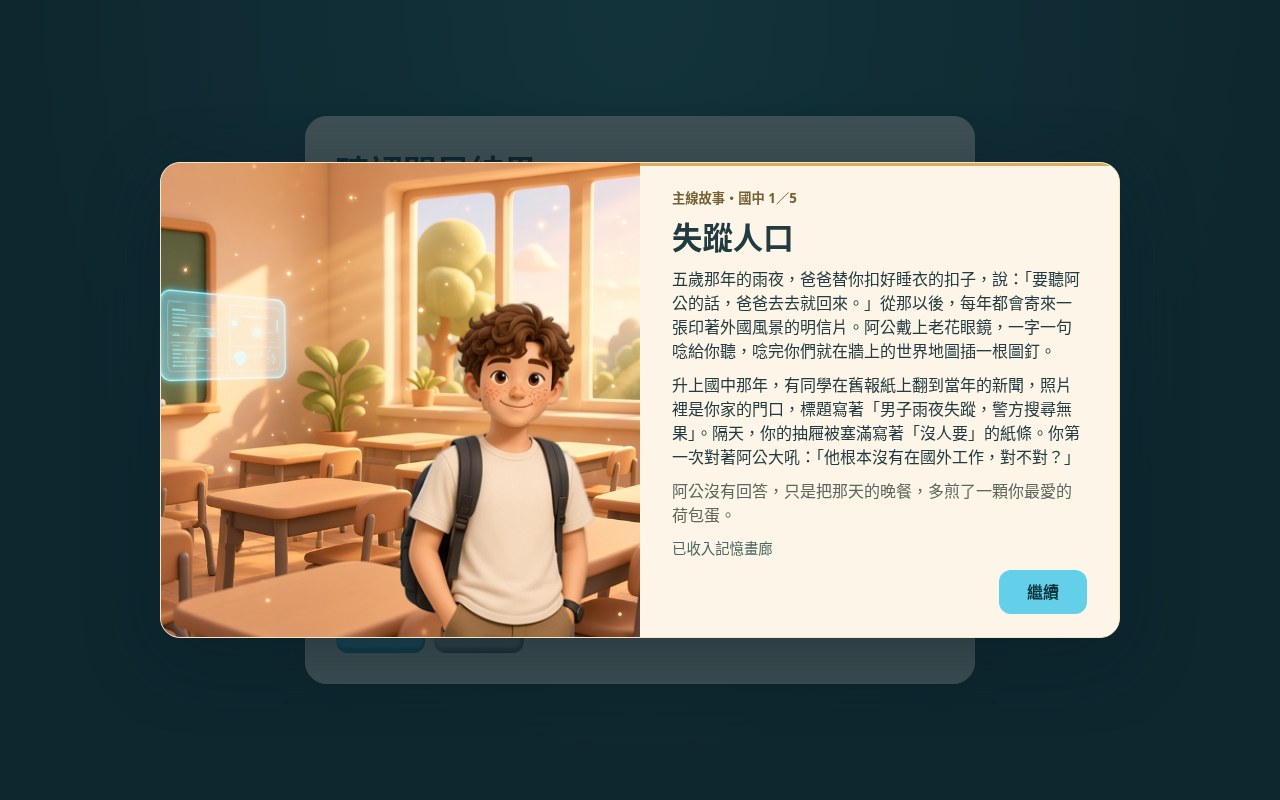 主線故事・國中 1／5
失蹤人口
五歲那年的雨夜，爸爸替你扣好睡衣的扣子，說：「要聽阿
公的話，爸爸去去就回來。」從那以後，每年都會寄來一
張印著外國風景的明信片。阿公戴上老花眼鏡，一字一句
唸給你聽，唸完你們就在牆上的世界地圖插一根圖釘。
升上國中那年，有同學在舊報紙上翻到當年的新聞，照片
裡是你家的門口，標題寫著「男子雨夜失蹤，警方搜尋無
果」。隔天，你的抽屜被塞滿寫著「沒人要」的紙條。你第
一次對著阿公大吼：「他根本沒有在國外工作，對不對？」
阿公沒有回答，只是把那天的晚餐，多煎了一顆你最愛的
荷包蛋。
已收入記憶畫廊
繼續